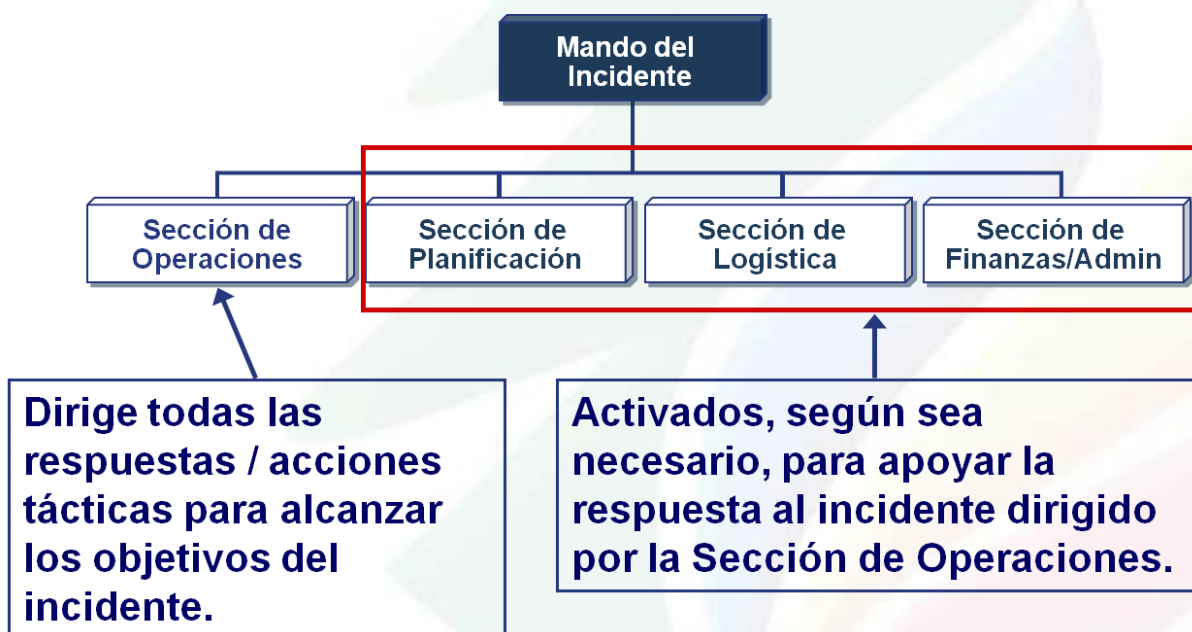 Mando del
Incidente
Sección de
Operaciones
Sección de
Planificación
Sección de
Logística
Sección de
Finanzas/Admin
Dirige todas las
respuestas / acciones
tácticas para alcanzar
los objetivos del
incidente.
Activados, según sea
necesario, para apoyar la
respuesta al incidente dirigido
por la Sección de Operaciones.